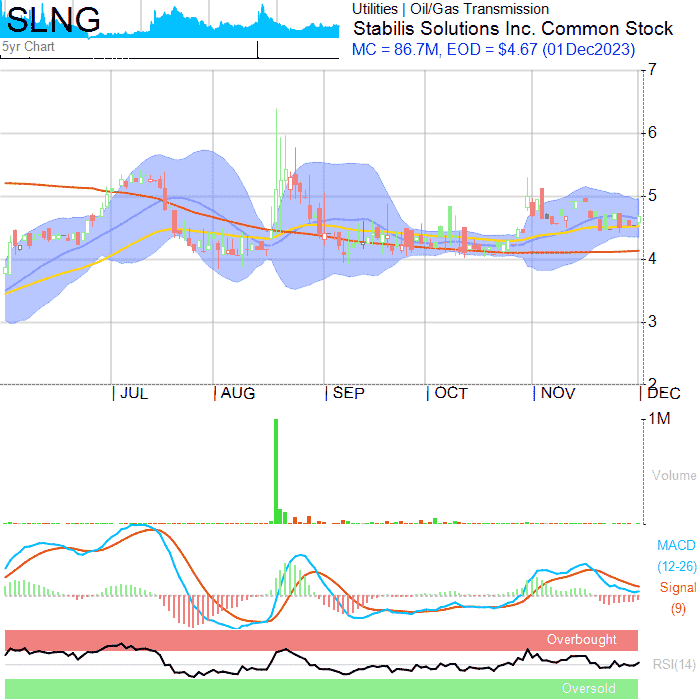 SLNG
5yr Chart
Utilities | Oil/Gas Transmission
Stabilis Solutions Inc. Common Stock
MC = 86.7M, EOD = $4.67 (01Dec2023)
7
6
5
4
3
2
JUL AUG SEP OCT NOV DEC
1M
Volume
MACD
(12-26)
Signal
(9)
Overbought
RSI(14)
Oversold